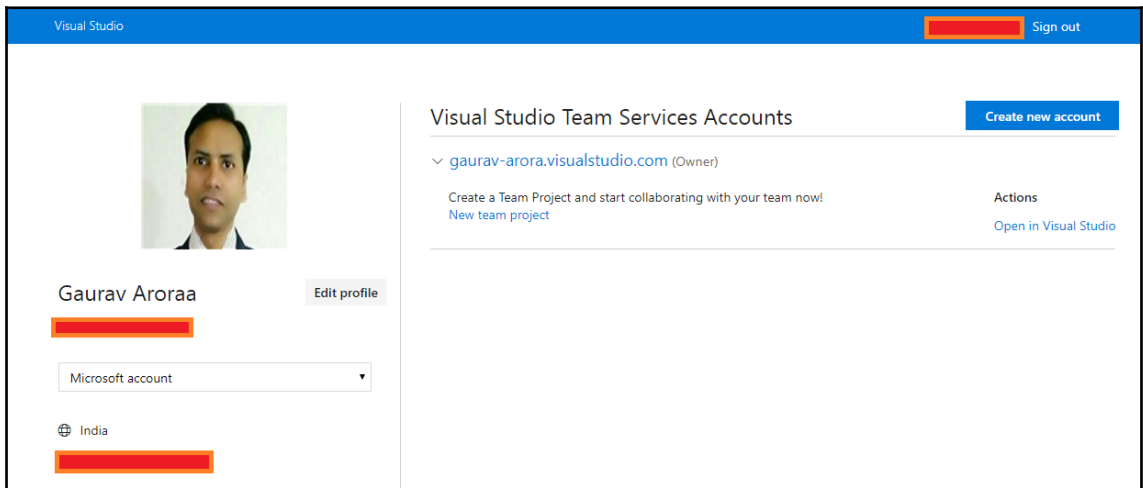 Visual Studio
Sign out
Visual Studio Team Services Accounts
Create new account
gaurav-arora.visualstudio.com (Owner)
Create a Team Project and start collaborating with your team now!
New team project
Actions
Open in Visual Studio
Gaurav Aroraa
Edit profile
Microsoft account
India